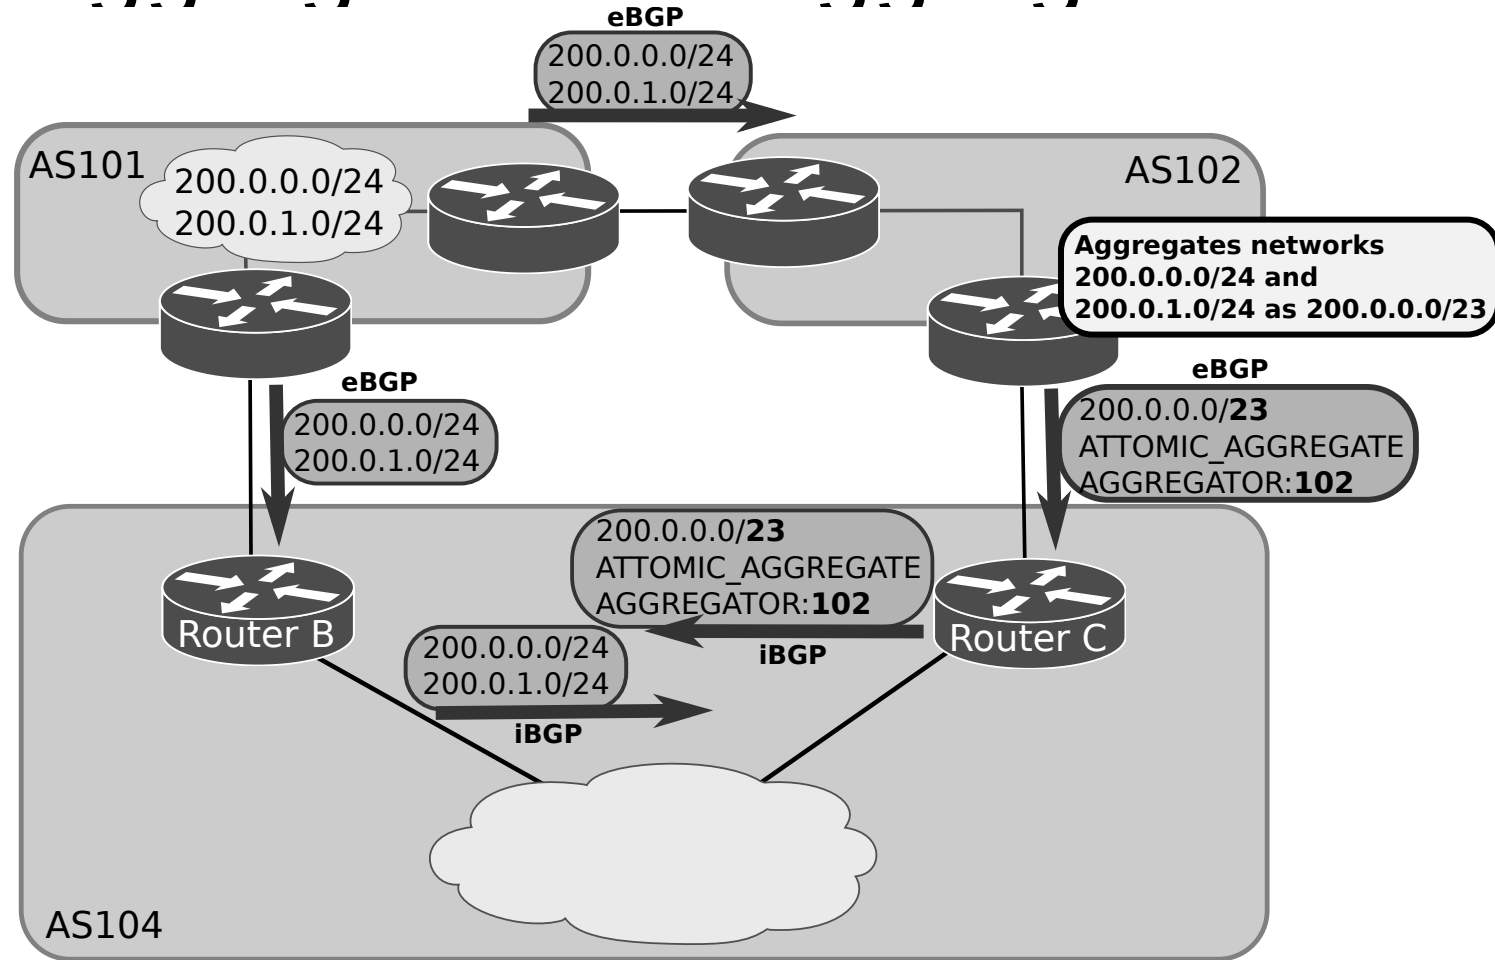 eBGP
200.0.0.0/24
200.0.1.0/24
AS101
200.0.0.0/24
200.0.1.0/24
AS102
Aggregates networks
200.0.0.0/24 and
200.0.1.0/24 as 200.0.0.0/23
eBGP
200.0.0.0/24
200.0.1.0/24
eBGP
200.0.0.0/23
ATTOMIC_AGGREGATE
AGGREGATOR:102
200.0.0.0/23
ATTOMIC_AGGREGATE
AGGREGATOR:102
iBGP
Router B
Router C
200.0.0.0/24
200.0.1.0/24
iBGP
AS104